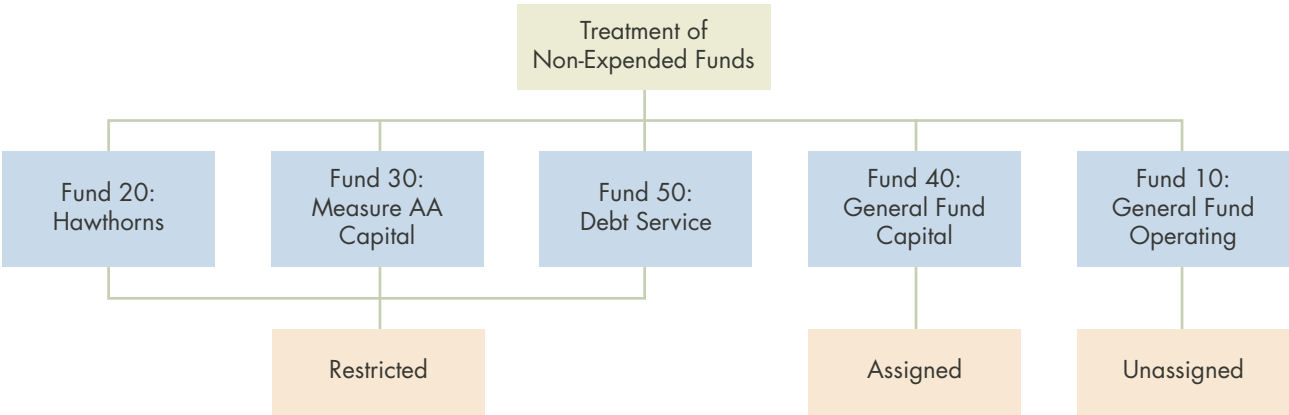 Treatment of
Non-Expended Funds
Fund 20:
Hawthorns
Fund 30:
Measure AA
Capital
Fund 50:
Debt Service
Fund 40:
General Fund
Capital
Fund 10:
General Fund
Operating
Restricted
Assigned
Unassigned